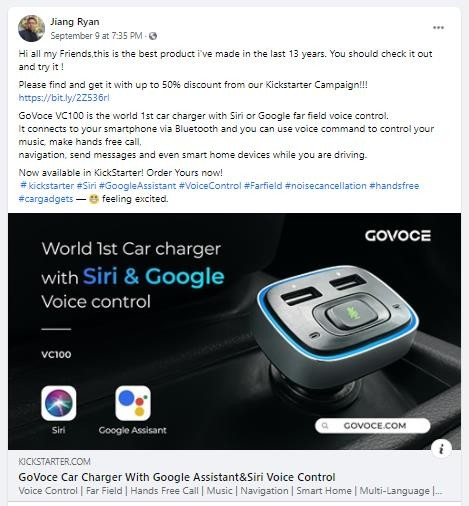 Jiang Ryan
September 9 at 7:35 PM ·
Hi all my Friends,this is the best product i've made in the last 13 years. You should check it out
and try it !
Please find and get it with up to 50% discount from our Kickstarter Campaign!!!
https://bit.ly/2Z536rl
GoVoce VC100 is the world 1st car charger with Siri or Google far field voice control.
It connects to your smartphone via Bluetooth and you can use voice command to control your
music, make hands free call,
navigation, send messages and even smart home devices while you are driving.
Now available in KickStarter! Order Yours now!
#kickstarter #Siri #GoogleAssistant #VoiceControl #Farfield #noisecancellation #handsfree
#cargadgets — 😁 feeling excited.
GOVOCE
World 1st Car charger
with Siri & Google
Voice control
VC100
Siri
Google Assisant
GOVOCE.COM
KICKSTARTER.COM
GoVoce Car Charger With Google Assistant&Siri Voice Control
Voice Control | Far Field | Hands Free Call | Music | Navigation | Smart Home | Multi-Language |...